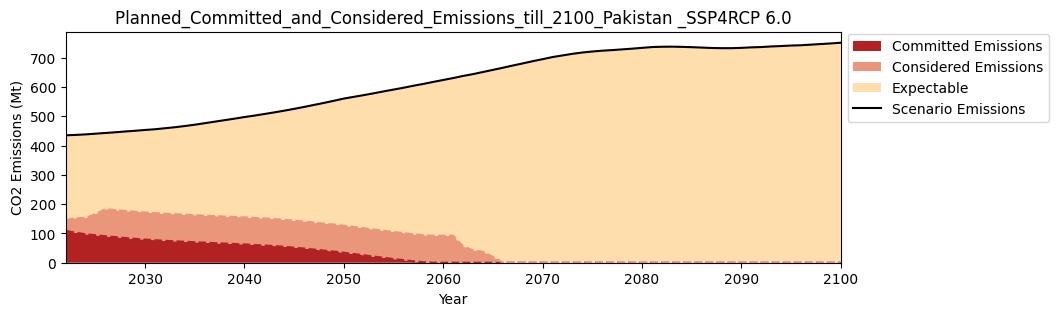 Planned_Committed_and_Considered_Emissions_till_2100_Pakistan _SSP4RCP 6.0
CO2 Emissions (Mt)
700
600
500
400
300
200
100
0
2030 2040 2050 2060 2070 2080 2090 2100
Year
Committed Emissions
Considered Emissions
Expectable
Scenario Emissions